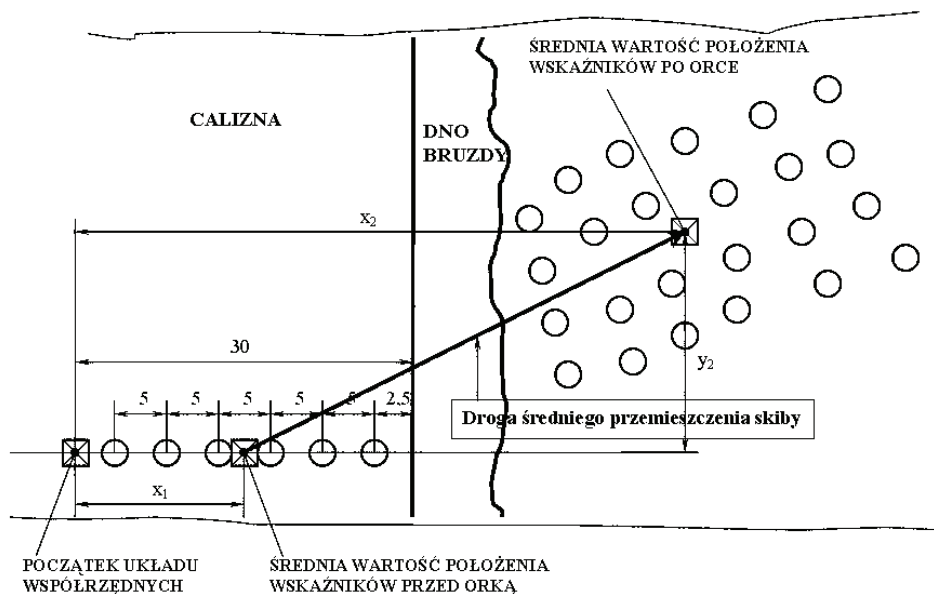 ŚREDNIA WARTOŚĆ POŁOŻENIA
WSKAŹNIKÓW PO ORCE
CALIZNA
DNO
BRUZDY
x₂
30
y₂
5 5 5 5 5 2,5
Droga średniego przemieszczenia skiby
x₁
POCZĄTEK UKŁADU
WSPÓŁRZĘDNYCH
ŚREDNIA WARTOŚĆ POŁOŻENIA
WSKAŹNIKÓW PRZED ORKĄ